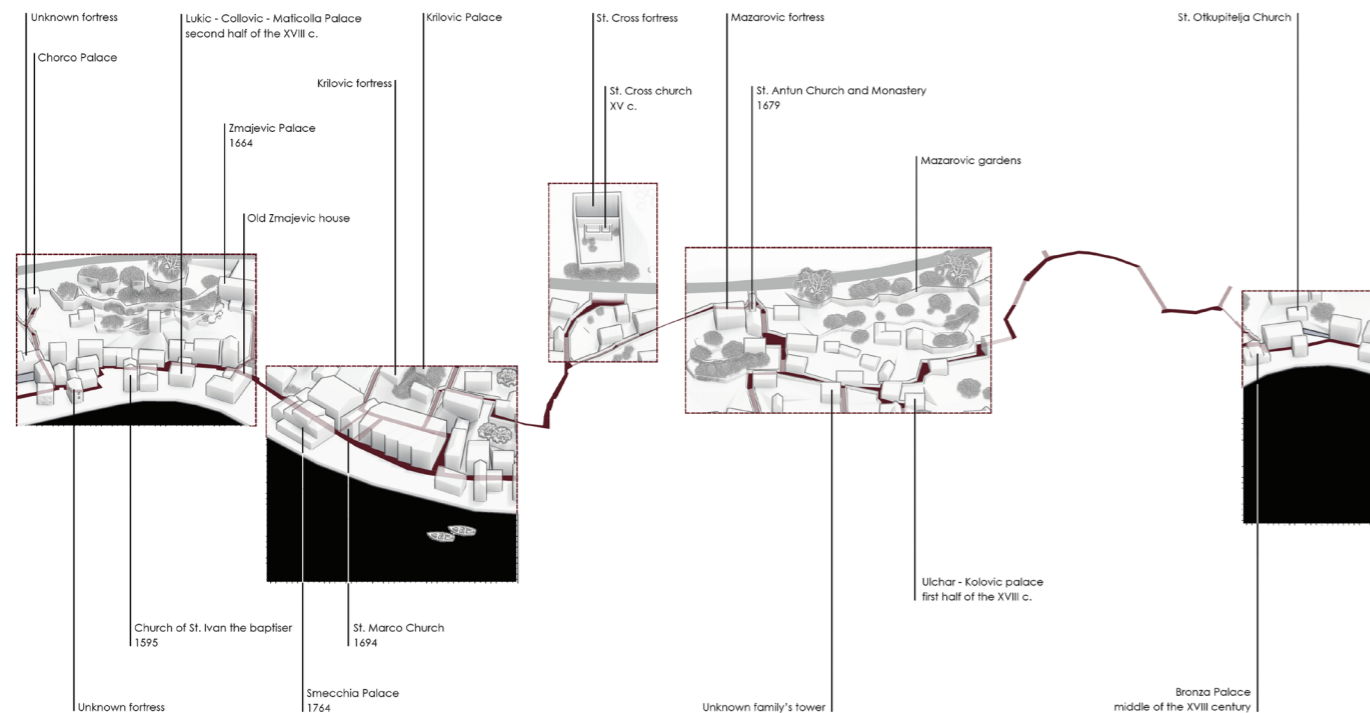 Unknown fortress
Lukic - Collovic - Maticolla Palace
second half of the XVIII c.
Krilovic Palace
St. Cross fortress
Mazarovic fortress
St. Otkupitelja Church
Chorco Palace
Krilovic fortress
St. Cross church
XV c.
St. Antun Church and Monastery
1679
Zmajevic Palace
1664
Mazarovic gardens
Old Zmajevic house
Ulchar - Kolovic palace
first half of the XVIII c.
Church of St. Ivan the baptiser
1595
St. Marco Church
1694
Smecchia Palace
1764
Unknown fortress
Unknown family's tower
Bronza Palace
middle of the XVIII century